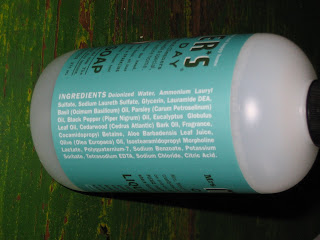 ER'S
DAY
SOAP
INGREDIENTS Deionized Water, Ammonium Lauryl
Sulfate, Sodium Laureth Sulfate, Glycerin, Lauramide DEA,
Basil (Ocimum Basilicum) Oil, Parsley (Carum Petroselinum)
Oil, Black Pepper (Piper Nigrum) Oil, Eucalyptus Globulus
Leaf Oil, Cedarwood (Cedrus Atlantic) Bark Oil, Fragrance,
Cocamidopropyl Betaine, Aloe Barbadensis Leaf Juice,
Olive (Olea Europaea) Oil, Isostearamidopropyl Morpholine
Lactate, Polyquaternium 7, Sodium Benzoate, Potassium
Sorbate, Tetrasodium EDTA, Sodium Chloride, Citric Acid.